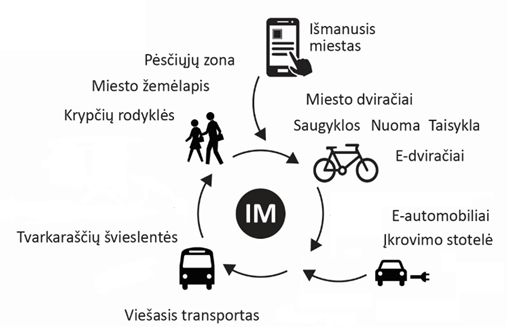 Išmanusis
miestas
Pėsčiųjų zona
Miesto žemėlapis
Krypčių rodyklės
Miesto dviračiai
Saugyklos Nuoma Taisykla
E-dviračiai
IM
E-automobiliai
Įkrovimo stotelė
Tvarkaraščių švieslentės
Viešasis transportas